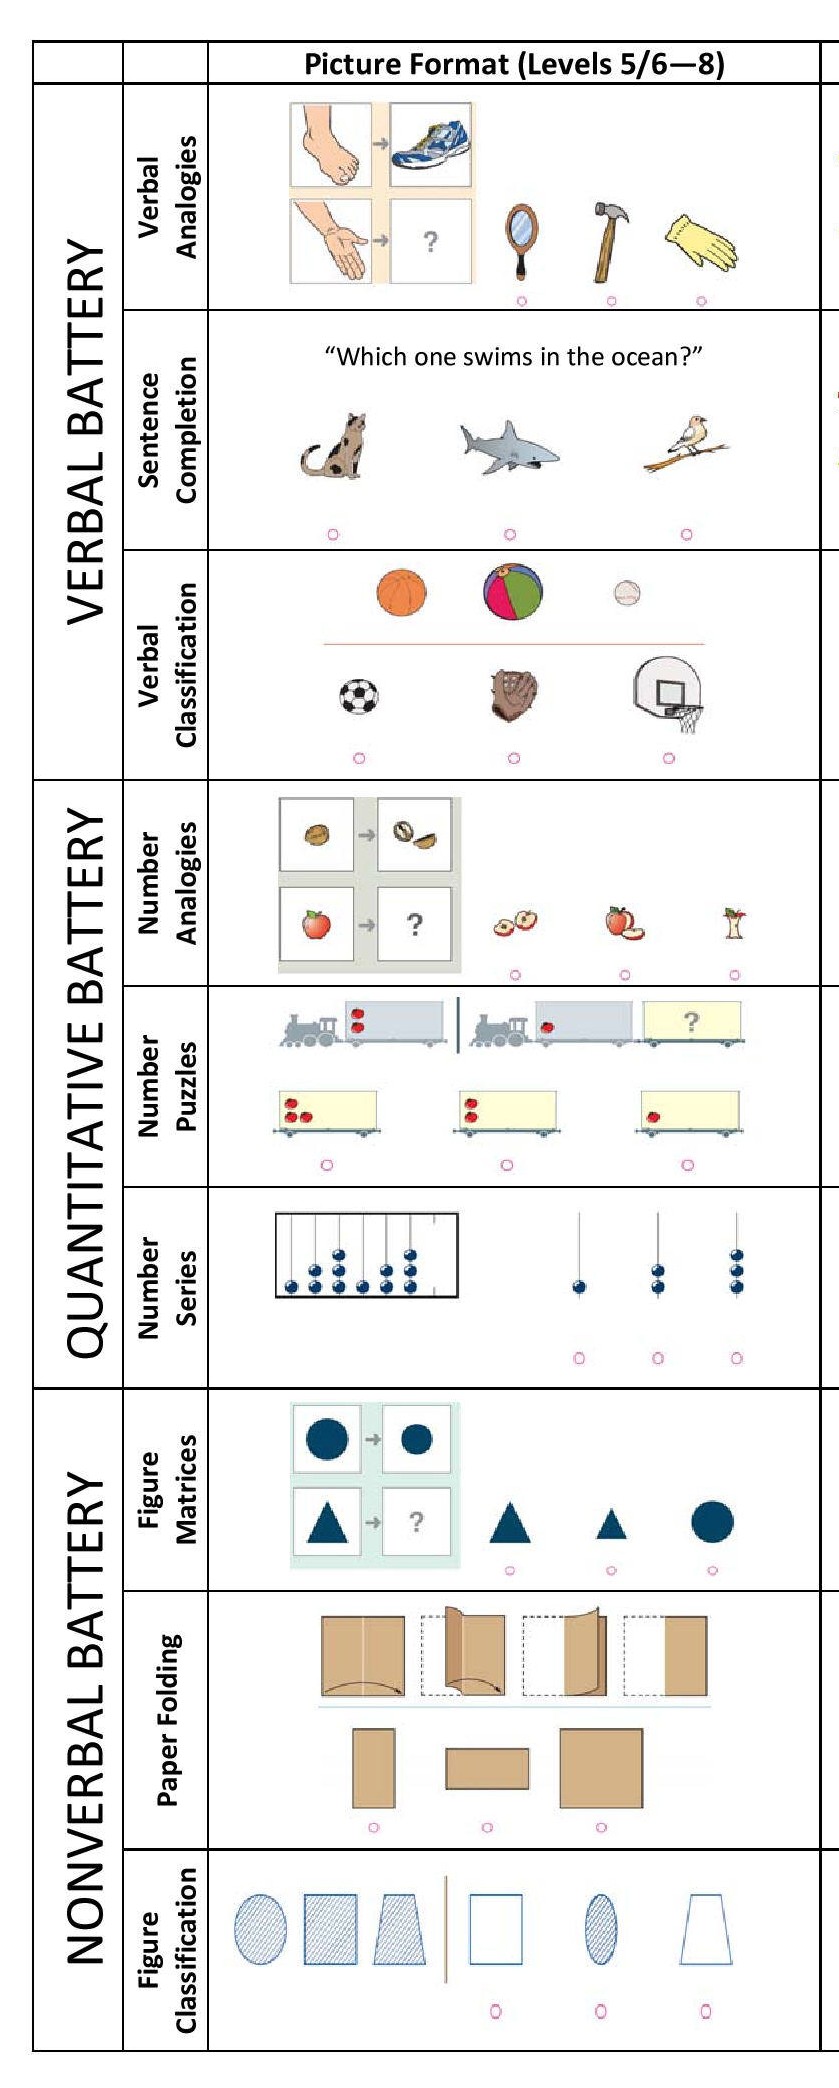 Picture Format (Levels 5/6—8)
VERBAL BATTERY
Verbal
Analogies
?
Sentence
Completion
“Which one swims in the ocean?”
Verbal
Classification
QUANTITATIVE BATTERY
Number
Analogies
?
Number
Puzzles
?
Number
Series
NONVERBAL BATTERY
Figure
Matrices
?
Paper Folding
Figure
Classification